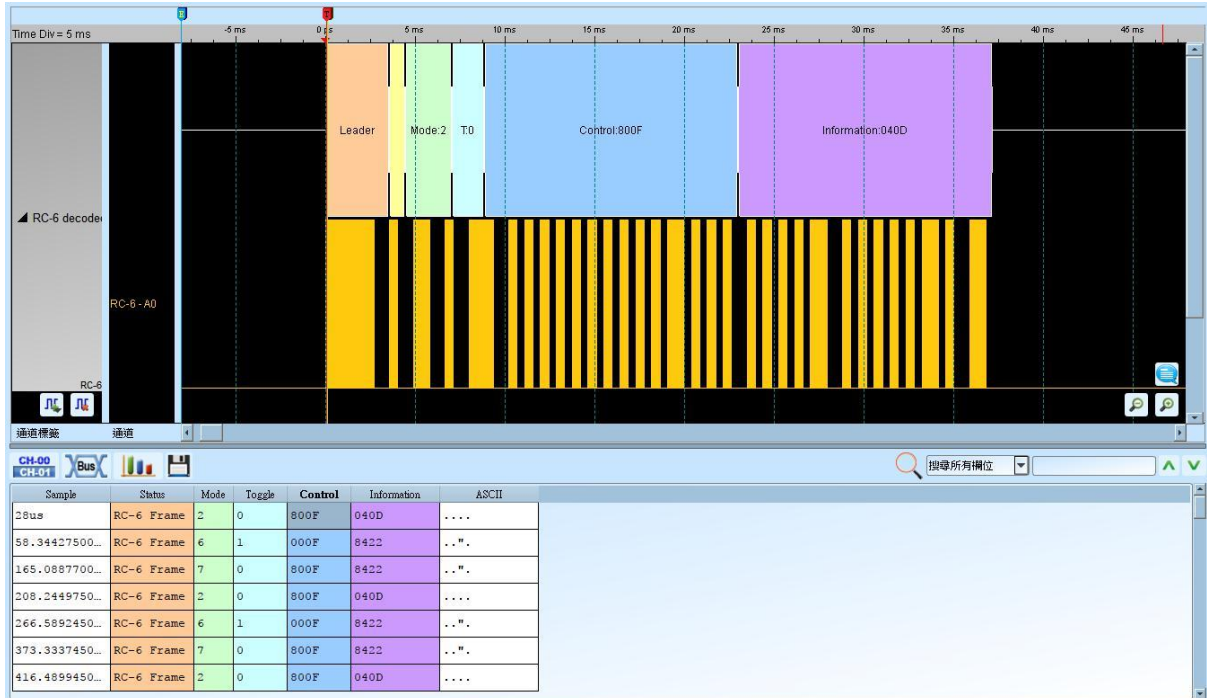 Time Div = 5 ms
-5 ms 0 ps 5 ms 10 ms 15 ms 20 ms 25 ms 30 ms 35 ms 40 ms 45 ms
Leader Mode:2 T:0 Control:800F Information:040D
RC-6 decoded
RC-6 - A0
RC-6
通道標籤 通道
CH-00
CH-01
Bus
搜尋所有欄位
Sample Status Mode Toggle Control Information ASCII
28us RC-6 Frame 2 0 800F 040D ....
58.34427500... RC-6 Frame 6 1 000F 8422 ..".
165.0887700... RC-6 Frame 7 0 800F 8422 ..".
208.2449750... RC-6 Frame 2 0 800F 040D ....
266.5892450... RC-6 Frame 6 1 000F 8422 ..".
373.3337450... RC-6 Frame 7 0 800F 8422 ..".
416.4899450... RC-6 Frame 2 0 800F 040D ....